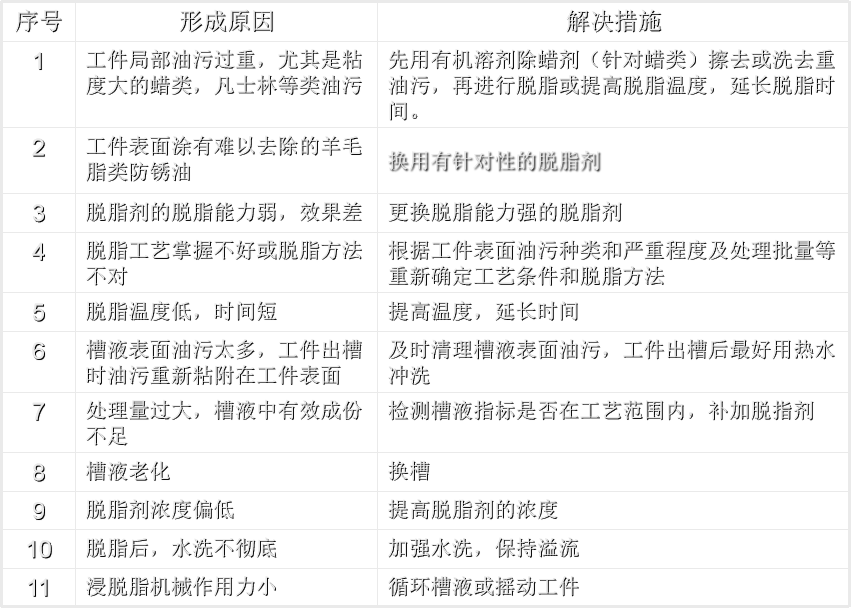 序号 形成原因 解决措施
1 工件局部油污过重，尤其是粘 先用有机溶剂除蜡剂（针对蜡类）擦去或洗去重
度大的蜡类，凡士林等类油污 油污，再进行脱脂或提高脱脂温度，延长脱脂时
间。
2 工件表面涂有难以去除的羊毛
脂类防锈油 换用有针对性的脱脂剂
3 脱脂剂的脱脂能力弱，效果差 更换脱脂能力强的脱脂剂
4 脱脂工艺掌握不好或脱脂方法 根据工件表面油污种类和严重程度及处理批量等
不对 重新确定工艺条件和脱脂方法
5 脱脂温度低，时间短 提高温度，延长时间
6 槽液表面油污太多，工件出槽 及时清理槽液表面油污，工件出槽后最好用热水
时油污重新粘附在工件表面 冲洗
7 处理量过大，槽液中有效成份 检测槽液指标是否在工艺范围内，补加脱指剂
不足
8 槽液老化 换槽
9 脱脂剂浓度偏低 提高脱脂剂的浓度
10 脱脂后，水洗不彻底 加强水洗，保持溢流
11 浸脱脂机械作用力小 循环槽液或摇动工件